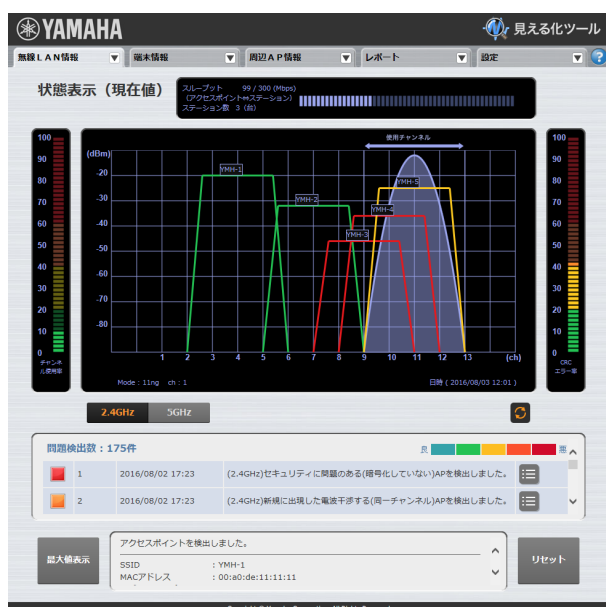 YAMAHA
見える化ツール
無線LAN情報 ▼ 端末情報 ▼ 周辺AP情報 ▼ レポート ▼ 設定 ▼ ?
状態表示（現在値）
スループット 99 / 300 (Mbps)
(アクセスポイント⇔ステーション)
ステーション数 3 (台)
使用チャンネル
100
90
80
70
60
50
40
30
20
10
0
チャンネ
ル使用率
(dBm)
-20
-30
-40
-50
-60
-70
-80
YMH-1
YMH-2
YMH-3
YMH-4
YMH-5
1 2 3 4 5 6 7 8 9 10 11 12 13 (ch)
Mode : 11ng ch : 1
日時 ( 2016/08/03 12:01 )
100
90
80
70
60
50
40
30
20
10
0
CRC
エラー率
2.4GHz 5GHz
問題検出数：175件
良 悪
1 2016/08/02 17:23 (2.4GHz)セキュリティに問題のある(暗号化していない)APを検出しました。
2 2016/08/02 17:23 (2.4GHz)新規に出現した電波干渉する(同一チャンネル)APを検出しました。
最大値表示
アクセスポイントを検出しました。
SSID : YMH-1
MACアドレス : 00:a0:de:11:11:11
リセット